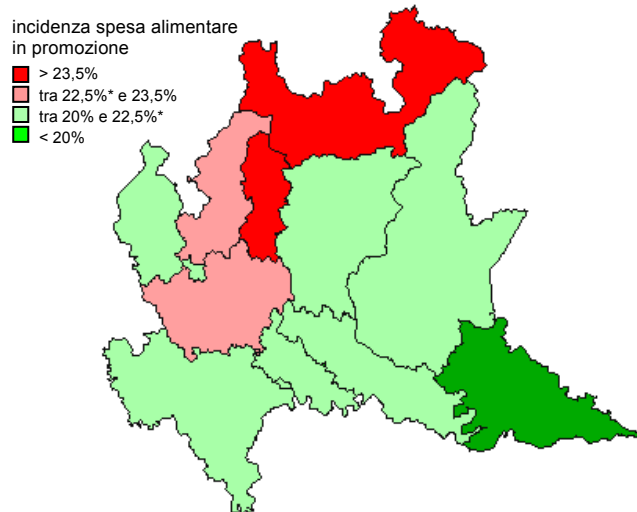 incidenza spesa alimentare
in promozione
> 23,5%
tra 22,5%* e 23,5%
tra 20% e 22,5%*
< 20%